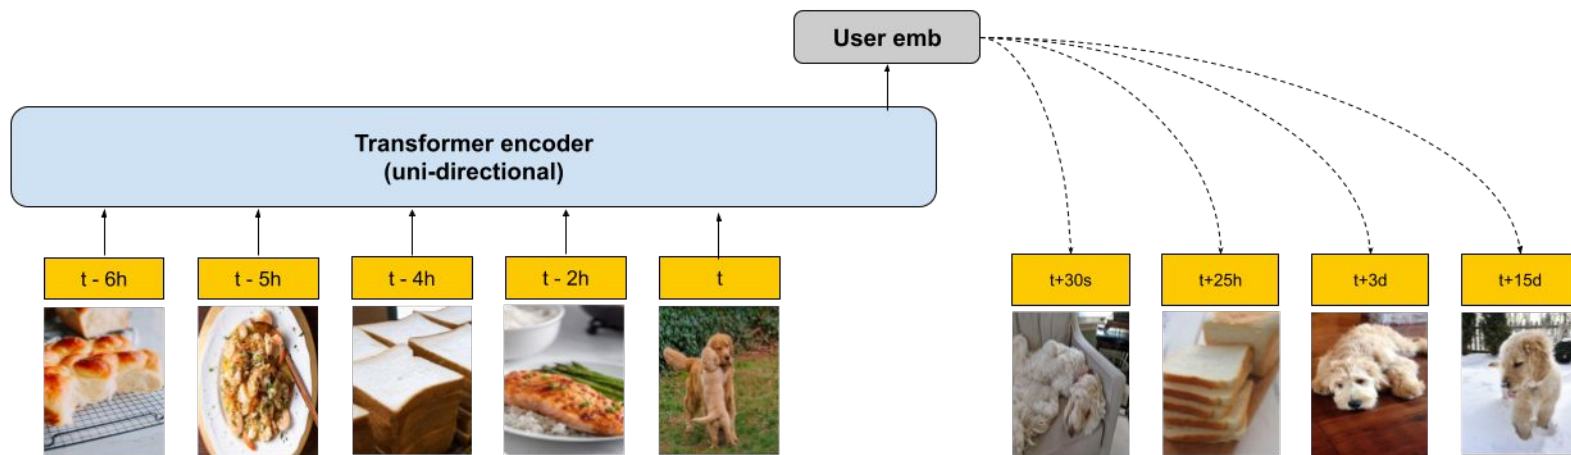 User emb
Transformer encoder
(uni-directional)
t - 6h
t - 5h
t - 4h
t - 2h
t
t+30s
t+25h
t+3d
t+15d